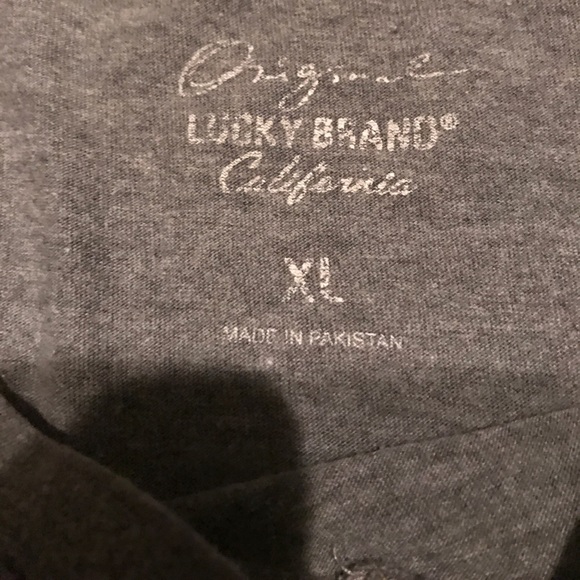 Original
LUCKY BRAND®
California
XL
MADE IN PAKISTAN